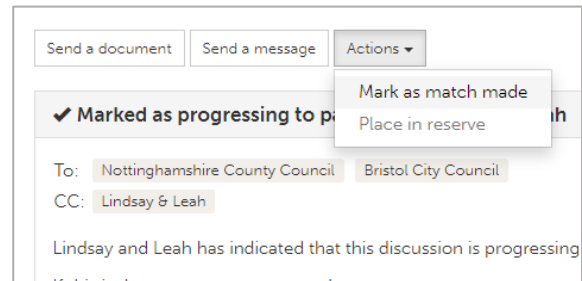 Send a document Send a message Actions
Mark as match made
✔ Marked as progressing to pa h
Place in reserve
To: Nottinghamshire County Council Bristol City Council
CC: Lindsay & Leah
Lindsay and Leah has indicated that this discussion is progressing